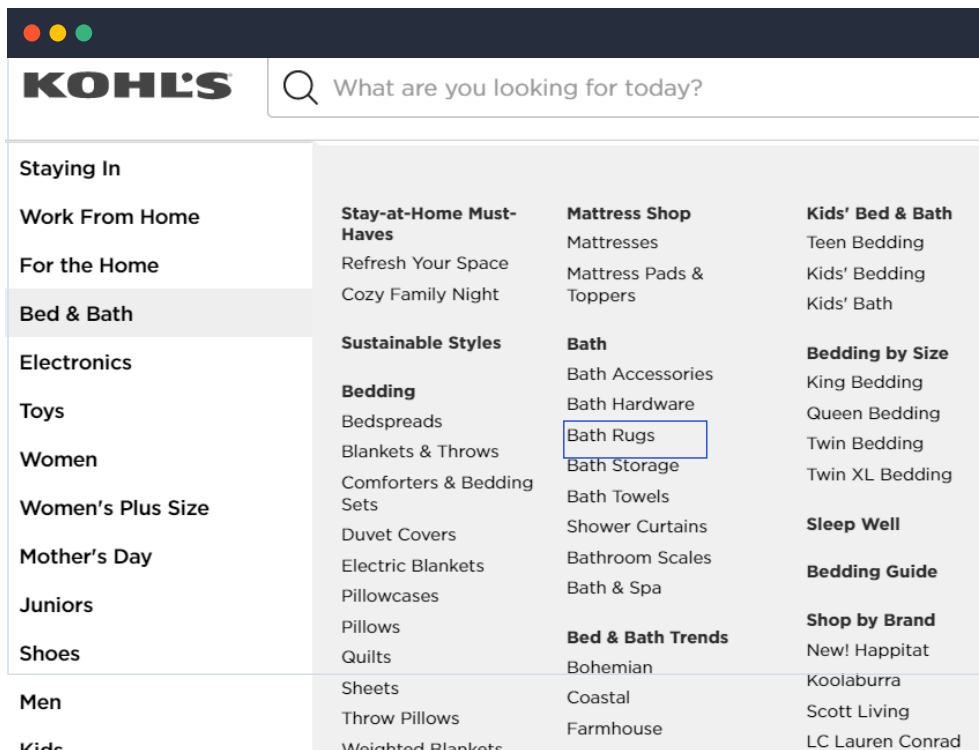 KOHL'S
What are you looking for today?
Staying In
Work From Home
For the Home
Bed & Bath
Electronics
Toys
Women
Women's Plus Size
Mother's Day
Juniors
Shoes
Men
Kids
Stay-at-Home Must-
Haves
Refresh Your Space
Cozy Family Night
Sustainable Styles
Bedding
Bedspreads
Blankets & Throws
Comforters & Bedding
Sets
Duvet Covers
Electric Blankets
Pillowcases
Pillows
Quilts
Sheets
Throw Pillows
Weighted Blankets
Mattress Shop
Mattresses
Mattress Pads &
Toppers
Bath
Bath Accessories
Bath Hardware
Bath Rugs
Bath Storage
Bath Towels
Shower Curtains
Bathroom Scales
Bath & Spa
Bed & Bath Trends
Bohemian
Coastal
Farmhouse
Kids' Bed & Bath
Teen Bedding
Kids' Bedding
Kids' Bath
Bedding by Size
King Bedding
Queen Bedding
Twin Bedding
Twin XL Bedding
Sleep Well
Bedding Guide
Shop by Brand
New! Happitat
Koolaburra
Scott Living
LC Lauren Conrad